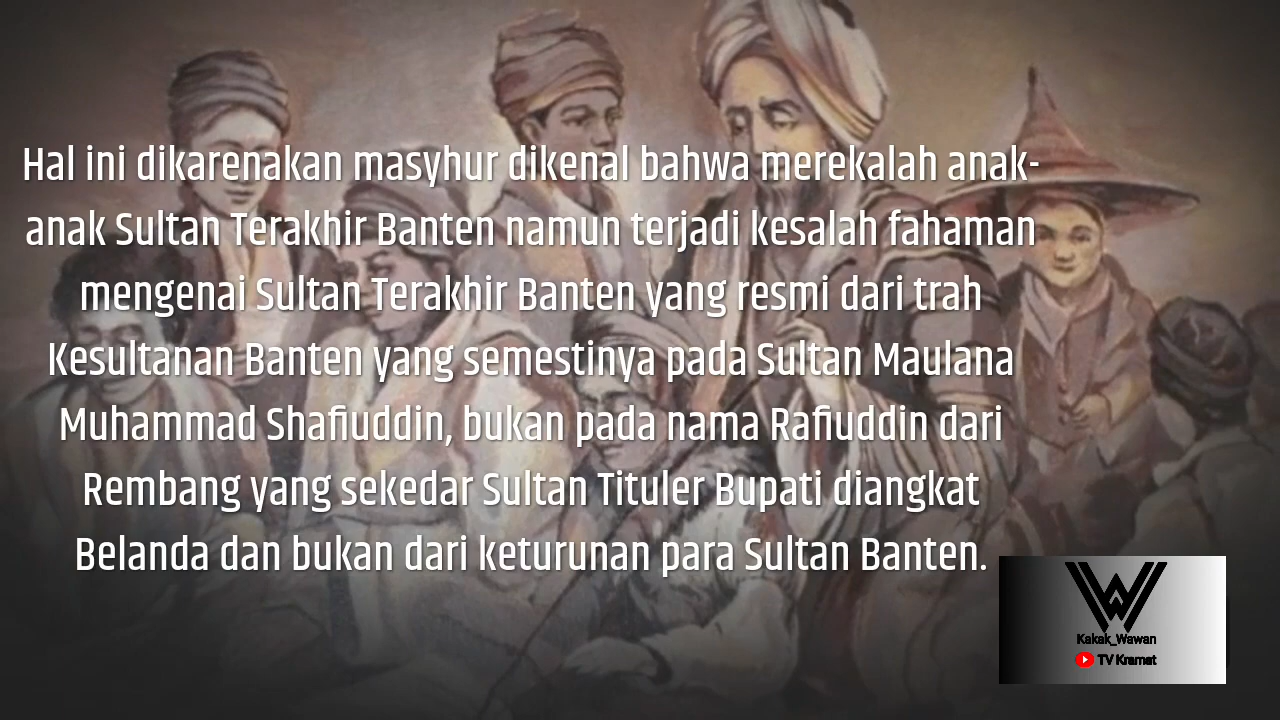 Hal ini dikarenakan masyhur dikenal bahwa merekalah anak-
anak Sultan Terakhir Banten namun terjadi kesalah fahaman
mengenai Sultan Terakhir Banten yang resmi dari trah
Kesultanan Banten yang semestinya pada Sultan Maulana
Muhammad Shafiuddin, bukan pada nama Rafiuddin dari
Rembang yang sekedar Sultan Tituler Bupati diangkat
Belanda dan bukan dari keturunan para Sultan Banten.
Kakak_Wawan
TV Kramat